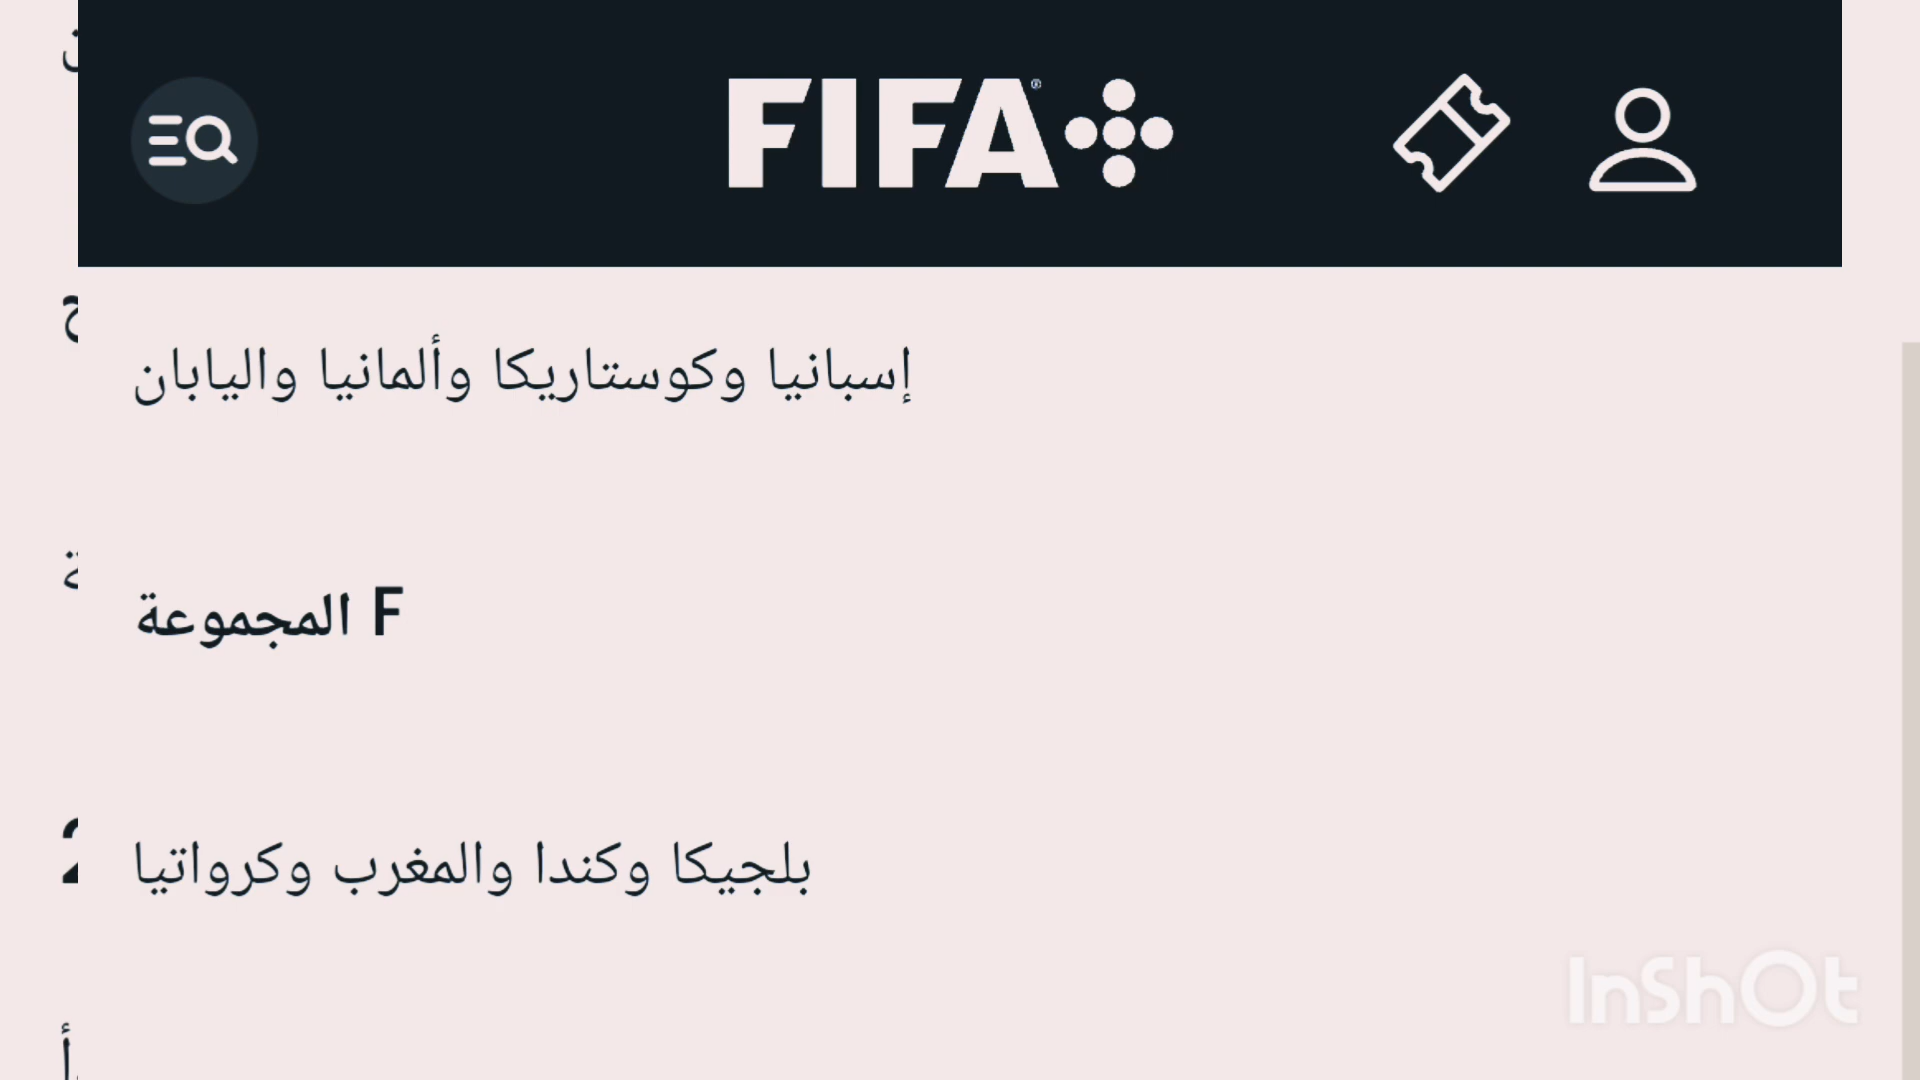 FIFA+
إسبانيا وكوستاريكا وألمانيا واليابان
المجموعة F
بلجيكا وكندا والمغرب وكرواتيا
InShOt